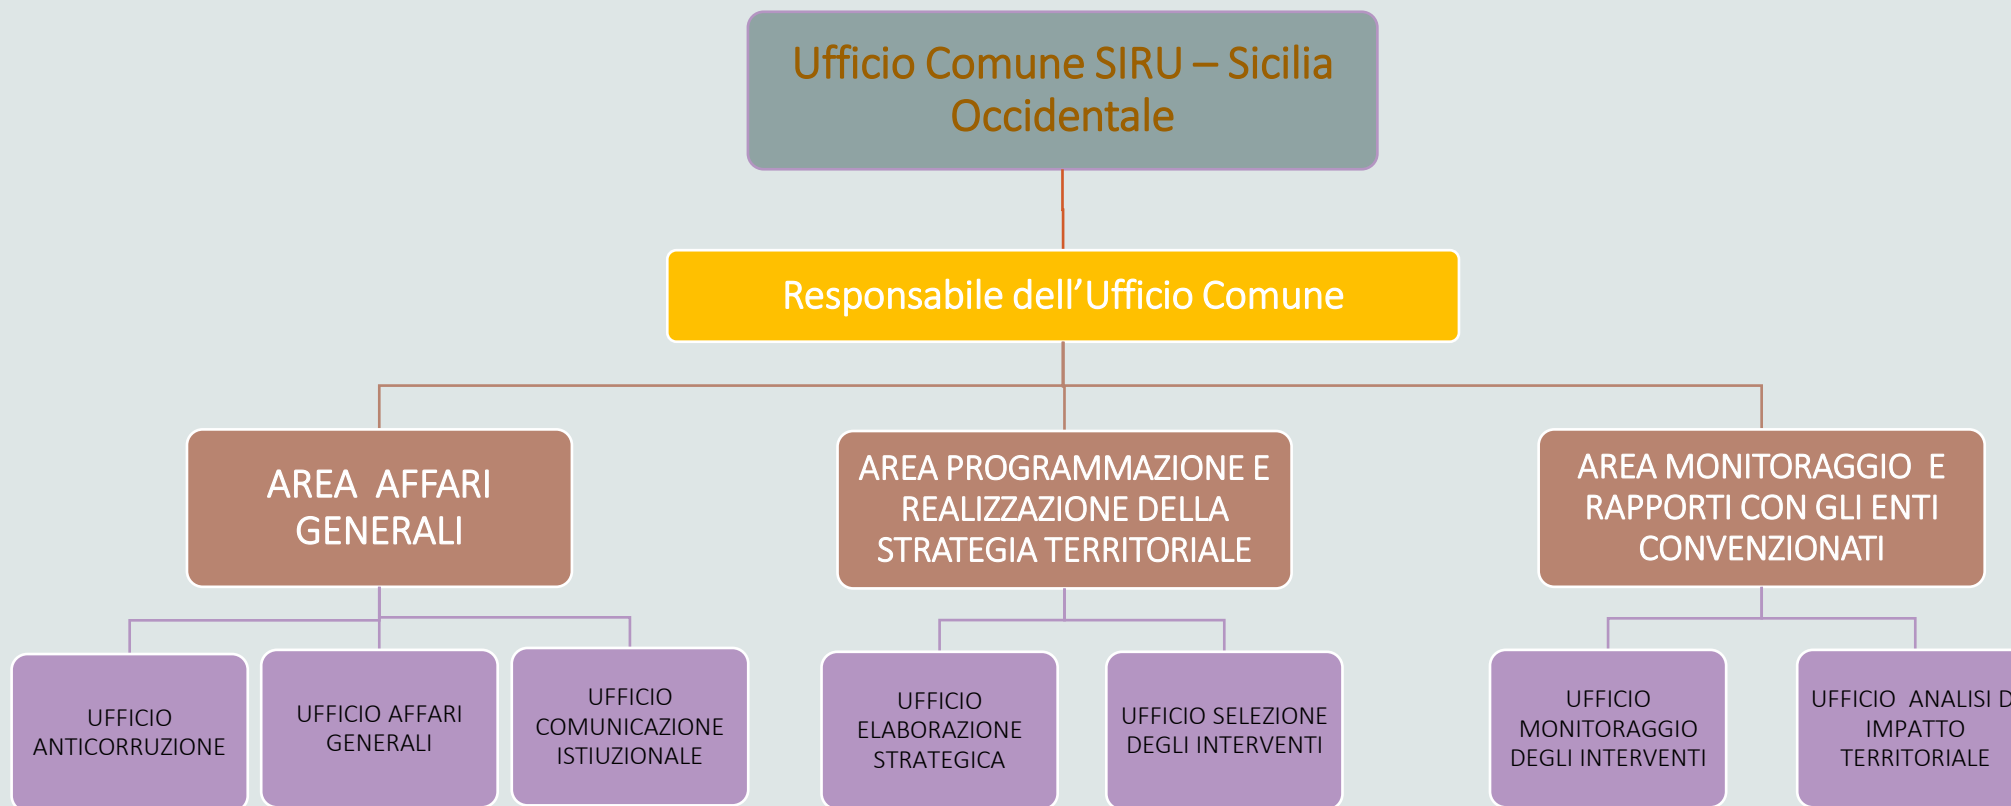 Ufficio Comune SIRU – Sicilia
Occidentale
Responsabile dell’Ufficio Comune
AREA AFFARI
GENERALI
AREA PROGRAMMAZIONE E
REALIZZAZIONE DELLA
STRATEGIA TERRITORIALE
AREA MONITORAGGIO E
RAPPORTI CON GLI ENTI
CONVENZIONATI
UFFICIO
ANTICORRUZIONE
UFFICIO AFFARI
GENERALI
UFFICIO
COMUNICAZIONE
ISTIUZIONALE
UFFICIO
ELABORAZIONE
STRATEGICA
UFFICIO SELEZIONE
DEGLI INTERVENTI
UFFICIO
MONITORAGGIO
DEGLI INTERVENTI
UFFICIO ANALISI
IMPATTO
TERRITORIALE